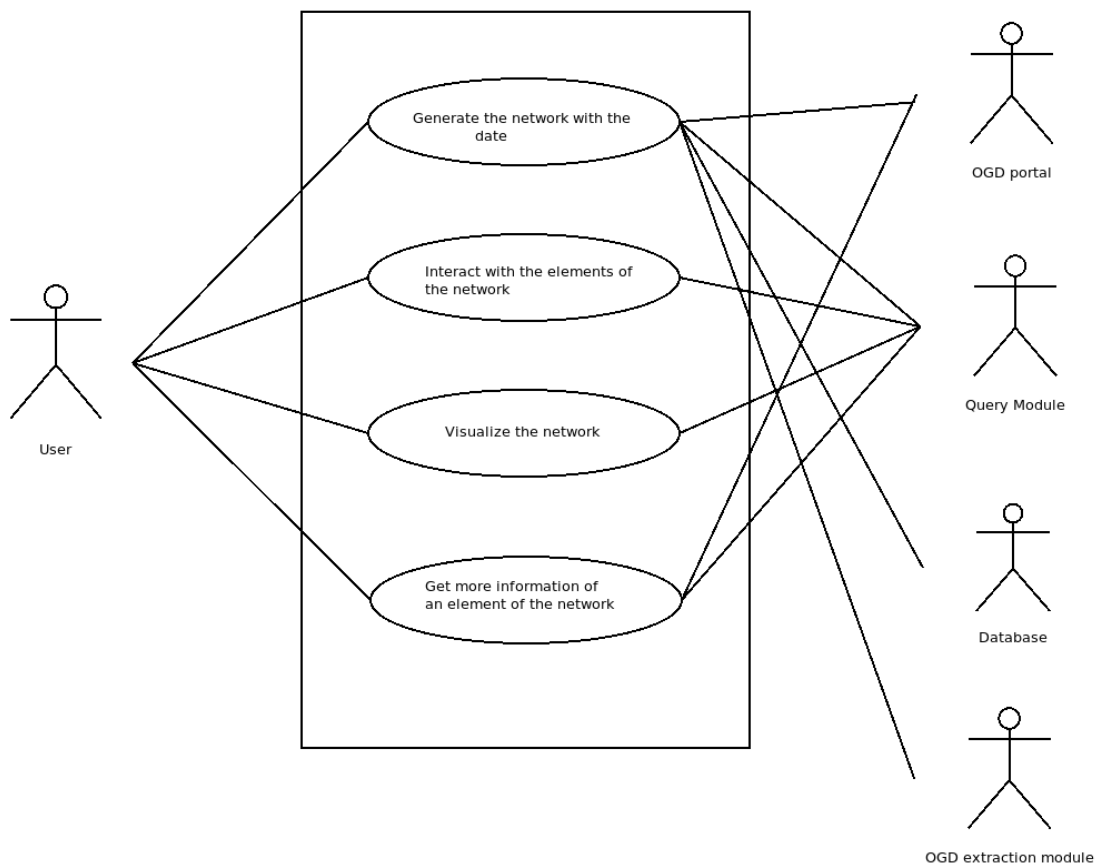 Generate the network with the
date
Interact with the elements of
the network
Visualize the network
Get more information of
an element of the network
User
OGD portal
Query Module
Database
OGD extraction module